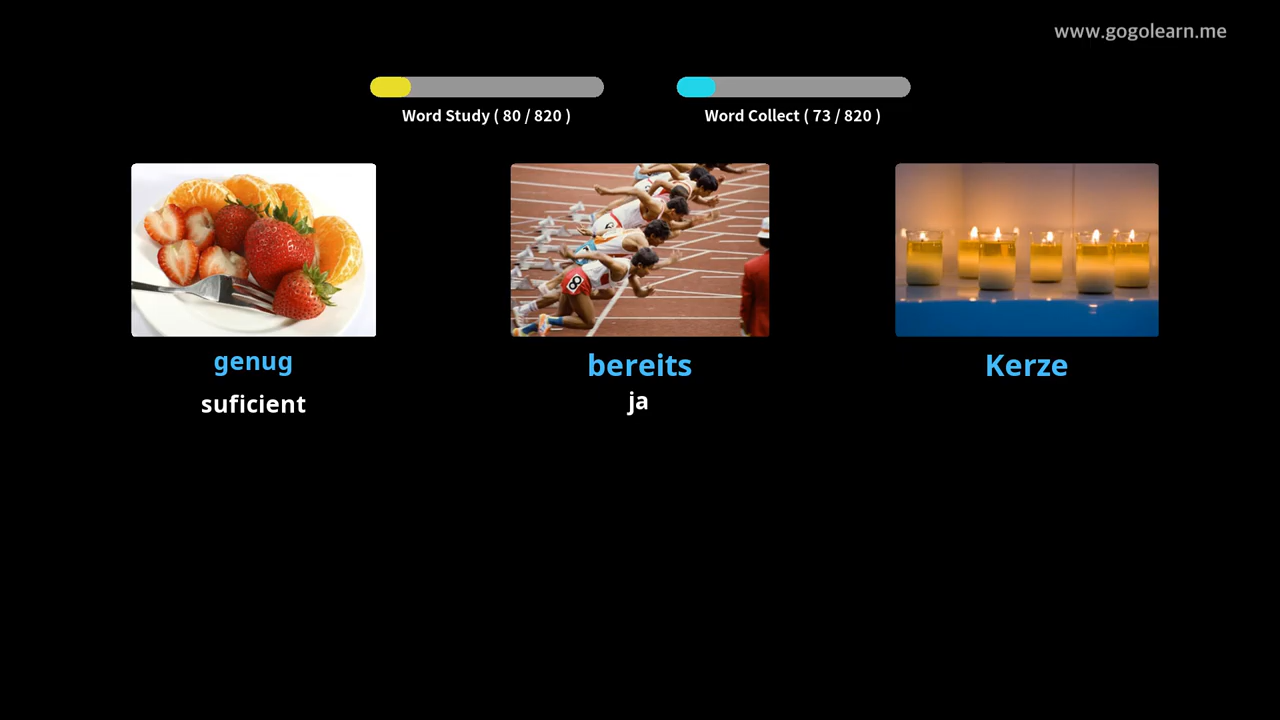 www.gogolearn.me
Word Study ( 80 / 820 )
Word Collect ( 73 / 820 )
genug
bereits
Kerze
suficient
ja